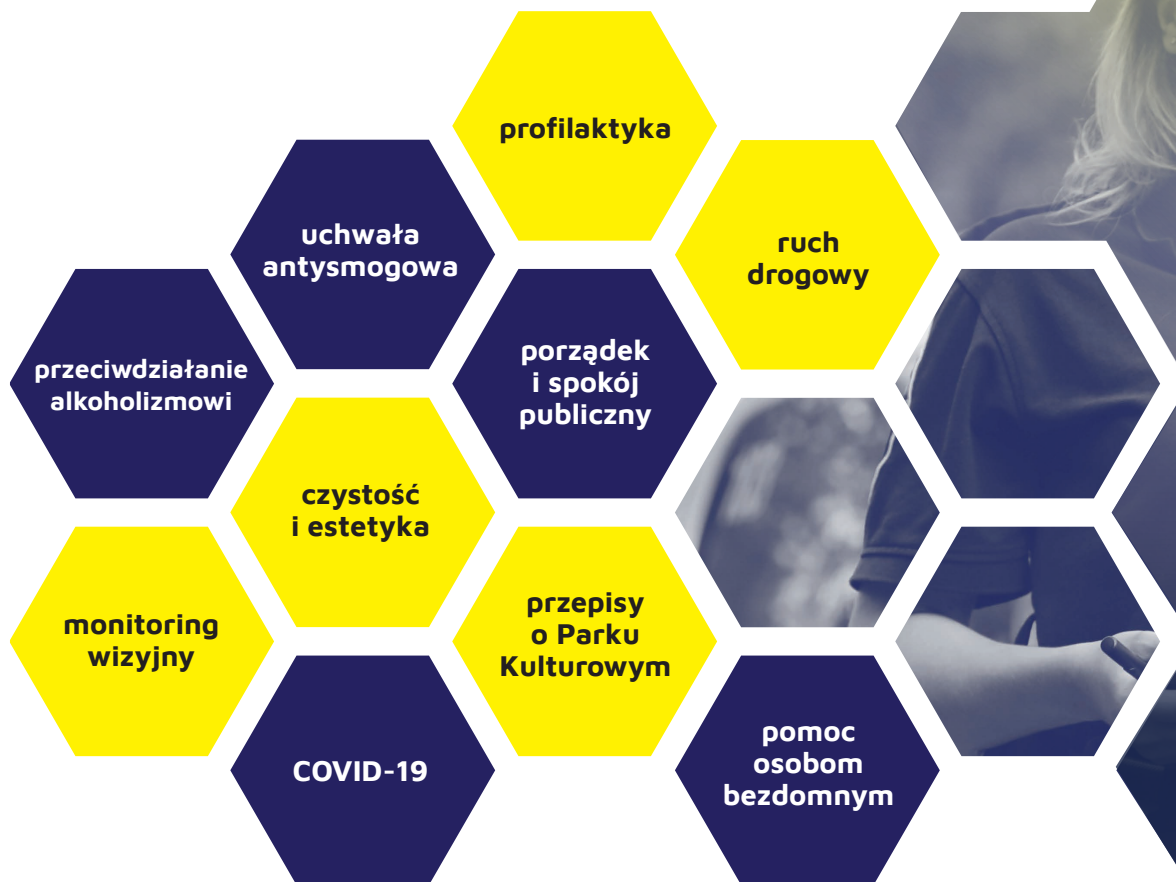 profilaktyka
uchwała
antysmogowa
ruch
drogowy
przeciwdziałanie
alkoholizmowi
porządek
i spokój
publiczny
czystość
i estetyka
monitoring
wizyjny
przepisy
o Parku
Kulturowym
COVID-19
pomoc
osobom
bezdomnym